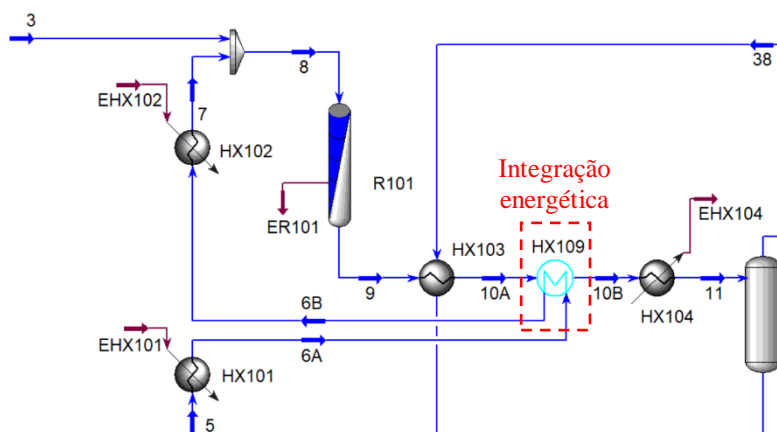 3
38
8
EHX102
7
HX102
R101
Integração
energética
ER101
EHX104
HX103
HX109
9
10A
10B
11
HX104
6B
EHX101
6A
HX101
5